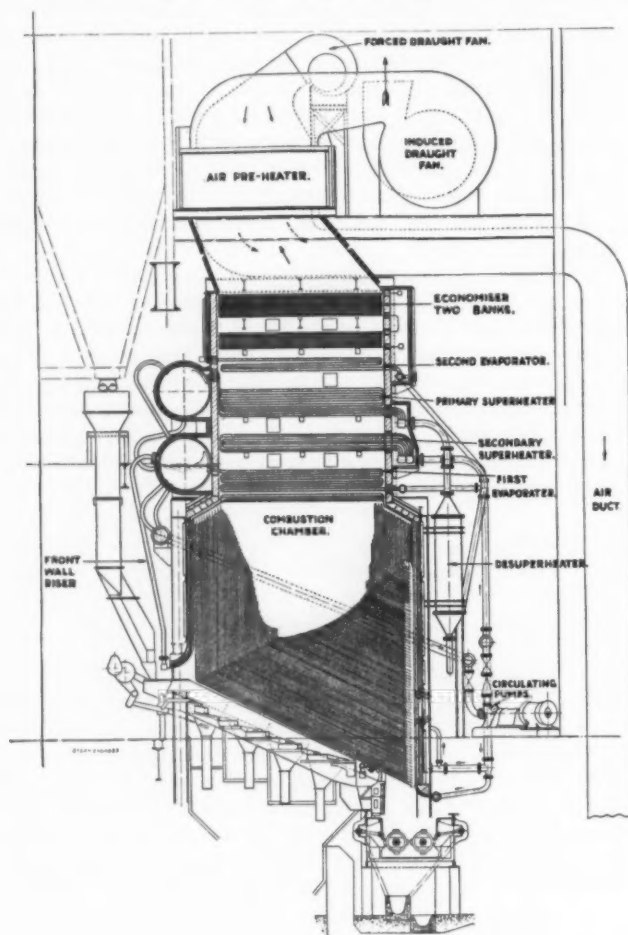 FORCED DRAUGHT FAN.
INDUCED
DRAUGHT
FAN.
AIR PRE-HEATER.
ECONOMISER
TWO BANKS.
SECOND EVAPORATOR.
PRIMARY SUPERHEATER
SECONDARY
SUPERHEATER.
FIRST
EVAPORATER.
AIR
DUCT
COMBUSTION
CHAMBER.
FRONT
WALL
RISER
DESUPERHEATER.
CIRCULATING
PUMPS.